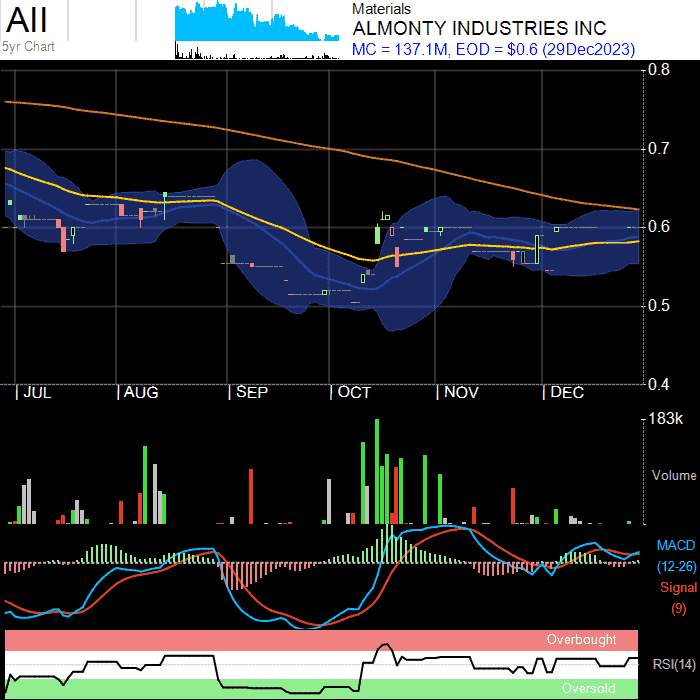 AII
5yr Chart
Materials
ALMONTY INDUSTRIES INC
MC = 137.1M, EOD = $0.6 (29Dec2023)
0.8
0.7
0.6
0.5
0.4
JUL AUG SEP OCT NOV DEC
183k
Volume
MACD
(12-26)
Signal
(9)
Overbought
RSI(14)
Oversold